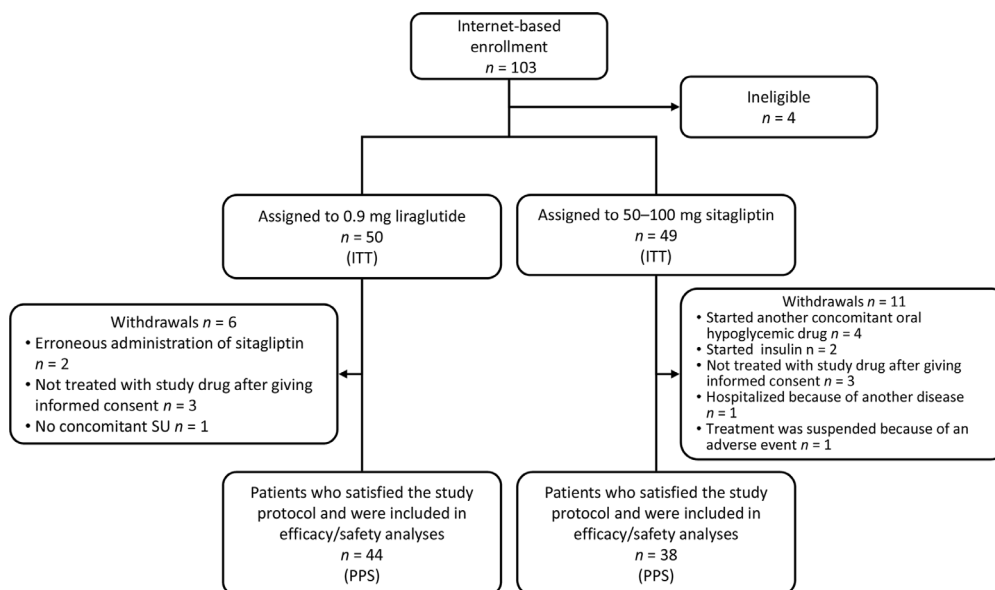 Internet-based
enrollment
n = 103
Ineligible
n = 4
Assigned to 0.9 mg liraglutide
n = 50
(ITT)
Assigned to 50–100 mg sitagliptin
n = 49
(ITT)
Withdrawals n = 6
• Erroneous administration of sitagliptin
n = 2
• Not treated with study drug after giving
informed consent n = 3
• No concomitant SU n = 1
Withdrawals n = 11
• Started another concomitant oral
hypoglycemic drug n = 4
• Started insulin n = 2
• Not treated with study drug after giving
informed consent n = 3
• Hospitalized because of another disease
n = 1
• Treatment was suspended because of an
adverse event n = 1
Patients who satisfied the study
protocol and were included in
efficacy/safety analyses
n = 44
(PPS)
Patients who satisfied the study
protocol and were included in
efficacy/safety analyses
n = 38
(PPS)